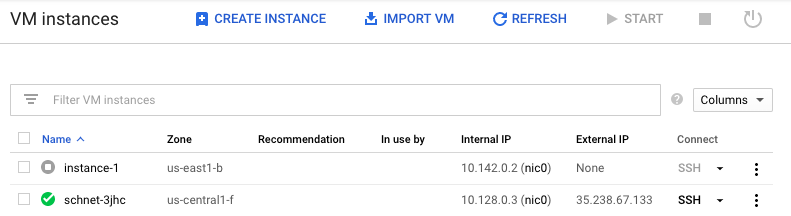 VM instances CREATE INSTANCE IMPORT VM REFRESH START
Filter VM instances ? Columns
Name Zone Recommendation In use by Internal IP External IP Connect
instance-1 us-east1-b 10.142.0.2 (nic0) None SSH
schnet-3jhc us-central1-f 10.128.0.3 (nic0) 35.238.67.133 SSH